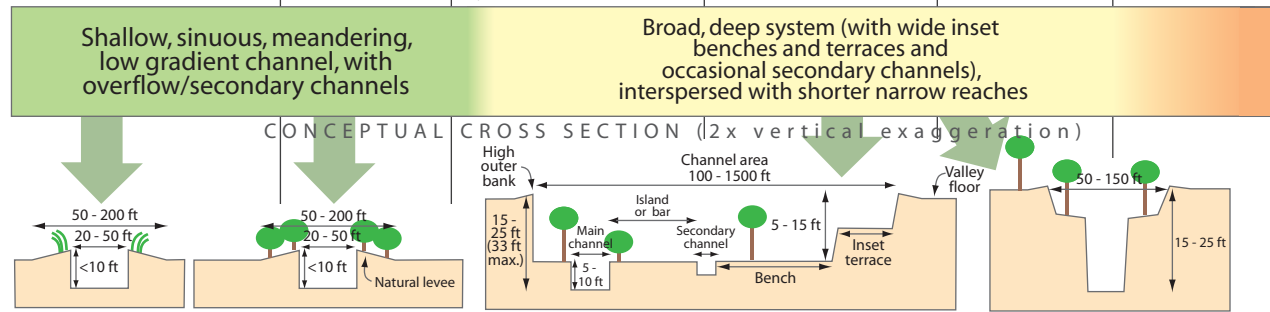 Shallow, sinuous, meandering,
low gradient channel, with
overflow/secondary channels
Broad, deep system (with wide inset
benches and terraces and
occasional secondary channels),
interspersed with shorter narrow reaches
CONCEPTUAL CROSS SECTION (2x vertical exaggeration)
50 - 200 ft
20 - 50 ft
<10 ft
50 - 200 ft
20 - 50 ft
<10 ft
Natural levee
High
outer
bank
Channel area
100 - 1500 ft
Valley
floor
15 -
25 ft
(33 ft
max.)
Island
or bar
Main
channel
Secondary
channel
5 - 15 ft
5 -
10 ft
Bench
Inset
terrace
50 - 150 ft
15 - 25 ft